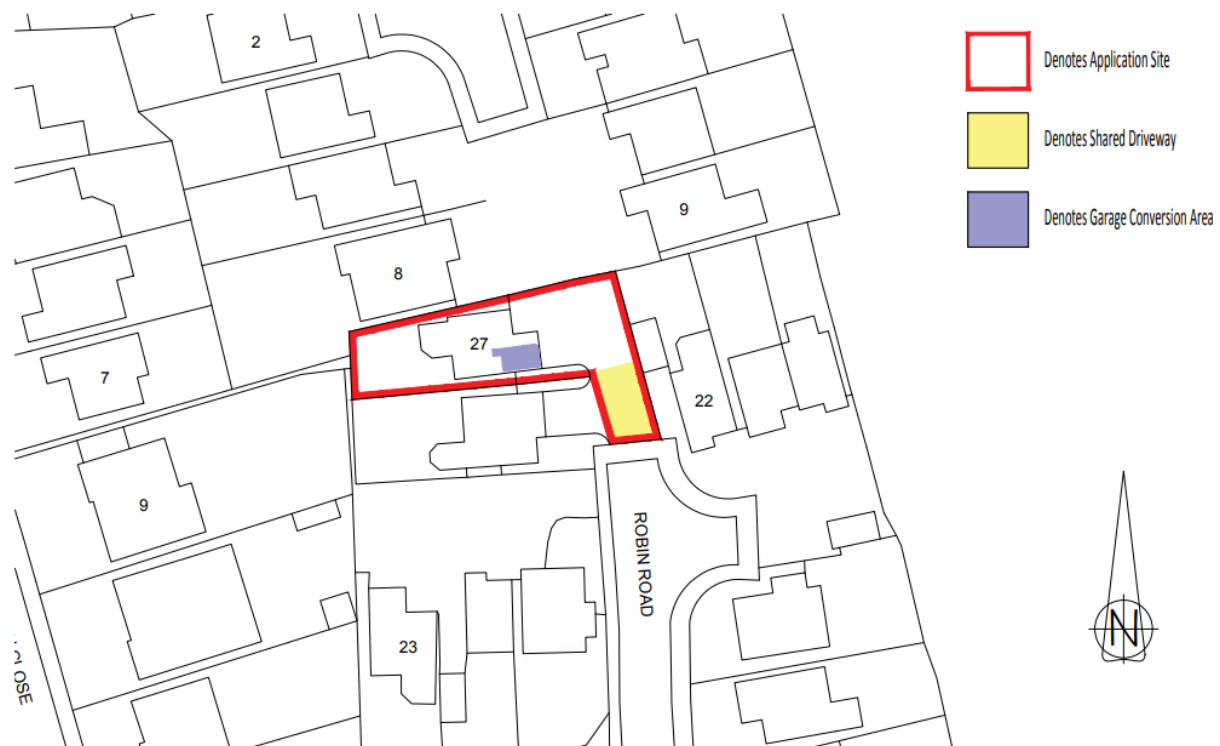 2
Denotes Application Site
Denotes Shared Driveway
9
Denotes Garage Conversion Area
8
27
7
22
9
ROBIN ROAD
23
CLOSE
N